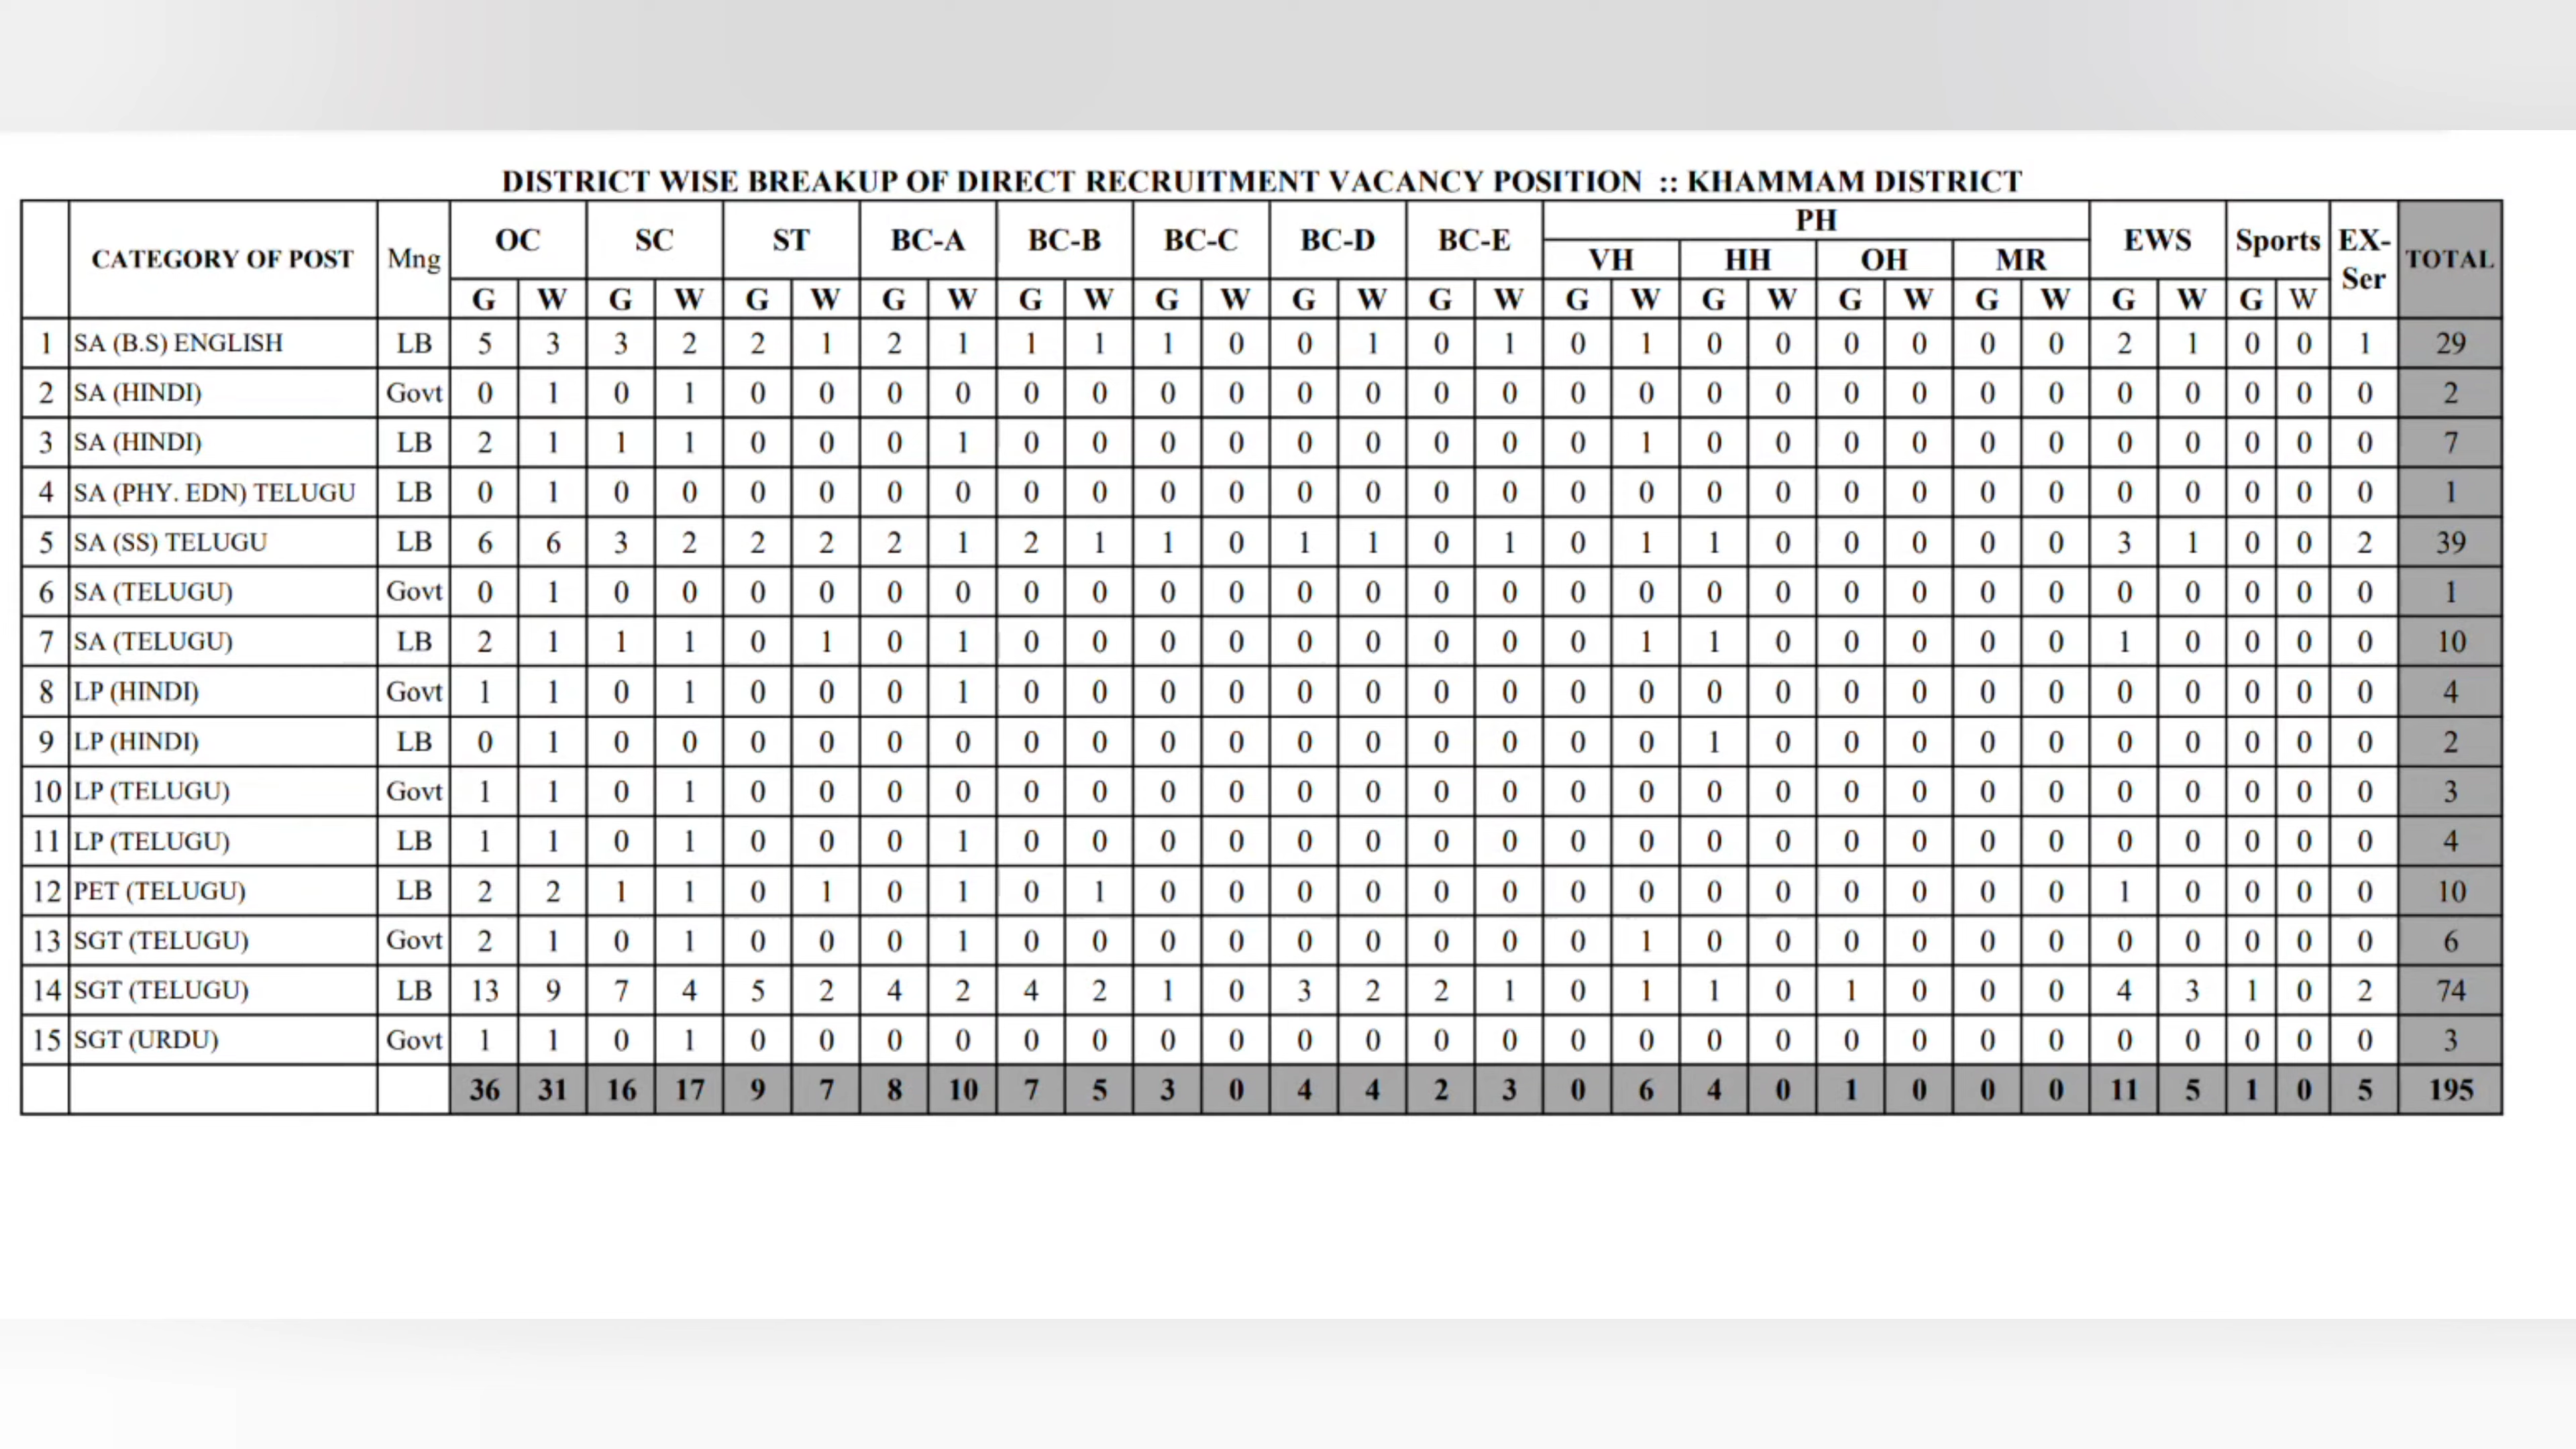 DISTRICT WISE BREAKUP OF DIRECT RECRUITMENT VACANCY POSITION :: KHAMMAM DISTRICT
CATEGORY OF POST Mng OC SC ST BC-A BC-B BC-C BC-D BC-E PH EWS Sports EX-Ser TOTAL
VH HH OH MR
G W G W G W G W G W G W G W G W G W G W G W G W G W G W
1 SA (B.S) ENGLISH LB 5 3 3 2 2 1 2 1 1 1 1 0 0 1 0 1 0 1 0 0 0 0 0 0 2 1 0 0 1 29
2 SA (HINDI) Govt 0 1 0 1 0 0 0 0 0 0 0 0 0 0 0 0 0 0 0 0 0 0 0 0 0 0 0 0 0 2
3 SA (HINDI) LB 2 1 1 1 0 0 0 1 0 0 0 0 0 0 0 0 0 1 0 0 0 0 0 0 0 0 0 0 0 7
4 SA (PHY. EDN) TELUGU LB 0 1 0 0 0 0 0 0 0 0 0 0 0 0 0 0 0 0 0 0 0 0 0 0 0 0 0 0 0 1
5 SA (SS) TELUGU LB 6 6 3 2 2 2 2 1 2 1 1 0 1 1 0 1 0 1 1 0 0 0 0 0 3 1 0 0 2 39
6 SA (TELUGU) Govt 0 1 0 0 0 0 0 0 0 0 0 0 0 0 0 0 0 0 0 0 0 0 0 0 0 0 0 0 0 1
7 SA (TELUGU) LB 2 1 1 1 0 1 0 1 0 0 0 0 0 0 0 0 0 1 1 0 0 0 0 0 1 0 0 0 0 10
8 LP (HINDI) Govt 1 1 0 1 0 0 0 1 0 0 0 0 0 0 0 0 0 0 0 0 0 0 0 0 0 0 0 0 0 4
9 LP (HINDI) LB 0 1 0 0 0 0 0 0 0 0 0 0 0 0 0 0 0 0 1 0 0 0 0 0 0 0 0 0 0 2
10 LP (TELUGU) Govt 1 1 0 1 0 0 0 0 0 0 0 0 0 0 0 0 0 0 0 0 0 0 0 0 0 0 0 0 0 3
11 LP (TELUGU) LB 1 1 0 1 0 0 0 1 0 0 0 0 0 0 0 0 0 0 0 0 0 0 0 0 0 0 0 0 0 4
12 PET (TELUGU) LB 2 2 1 1 0 1 0 1 0 1 0 0 0 0 0 0 0 0 0 0 0 0 0 0 1 0 0 0 0 10
13 SGT (TELUGU) Govt 2 1 0 1 0 0 0 1 0 0 0 0 0 0 0 0 0 1 0 0 0 0 0 0 0 0 0 0 0 6
14 SGT (TELUGU) LB 13 9 7 4 5 2 4 2 4 2 1 0 3 2 2 1 0 1 1 0 1 0 0 0 4 3 1 0 2 74
15 SGT (URDU) Govt 1 1 0 1 0 0 0 0 0 0 0 0 0 0 0 0 0 0 0 0 0 0 0 0 0 0 0 0 0 3
36 31 16 17 9 7 8 10 7 5 3 0 4 4 2 3 0 6 4 0 1 0 0 0 11 5 1 0 5 195